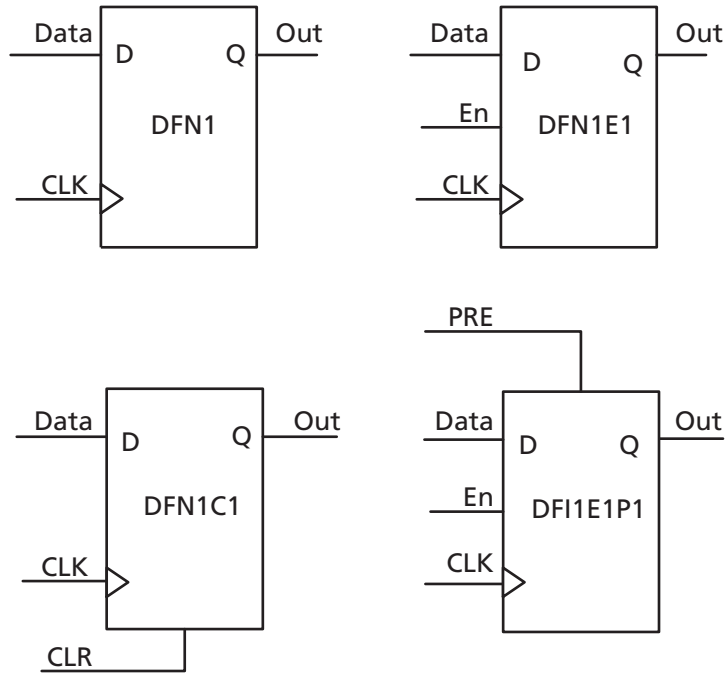 Data
D
Q
Out
DFN1
CLK
Data
D
Q
Out
En
DFN1E1
CLK
Data
D
Q
Out
DFN1C1
CLK
CLR
PRE
Data
D
Q
Out
En
DFI1E1P1
CLK